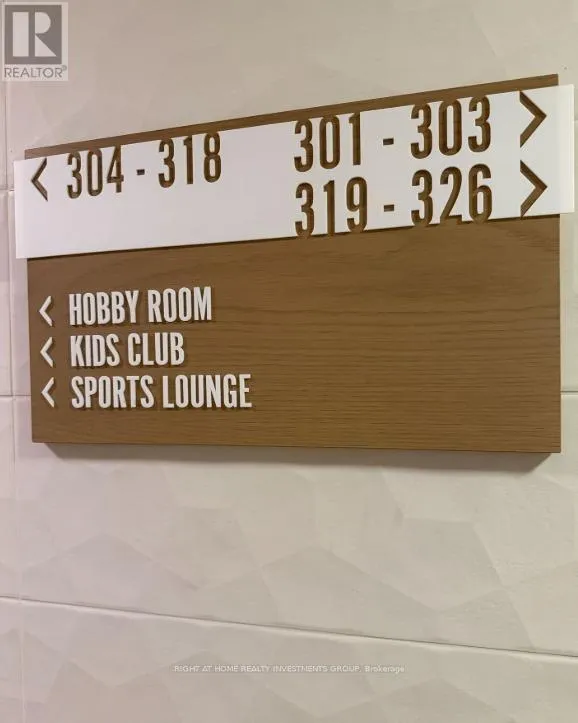 R
REALTOR®
< 304 - 318 301 - 303 >
319 - 326 >
< HOBBY ROOM
< KIDS CLUB
< SPORTS LOUNGE
RIGHT AT HOME REALTY INVESTMENTS GROUP, Brokerage